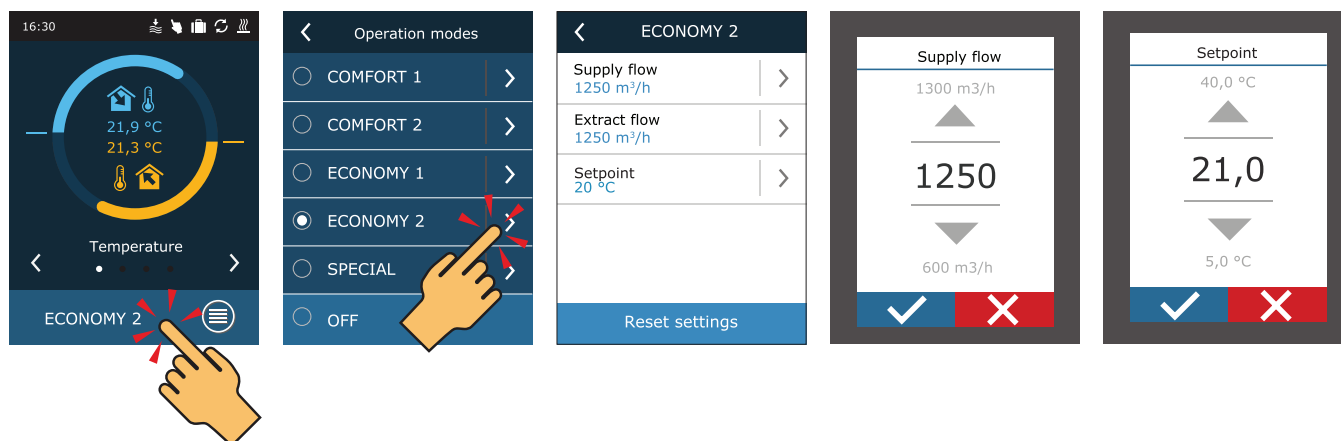 16:30
21,9 °C
21,3 °C
Temperature
ECONOMY 2
Operation modes
COMFORT 1
COMFORT 2
ECONOMY 1
ECONOMY 2
SPECIAL
OFF
ECONOMY 2
Supply flow
1250 m³/h
Extract flow
1250 m³/h
Setpoint
20 °C
Reset settings
Supply flow
1300 m3/h
1250
600 m3/h
Setpoint
40,0 °C
21,0
5,0 °C